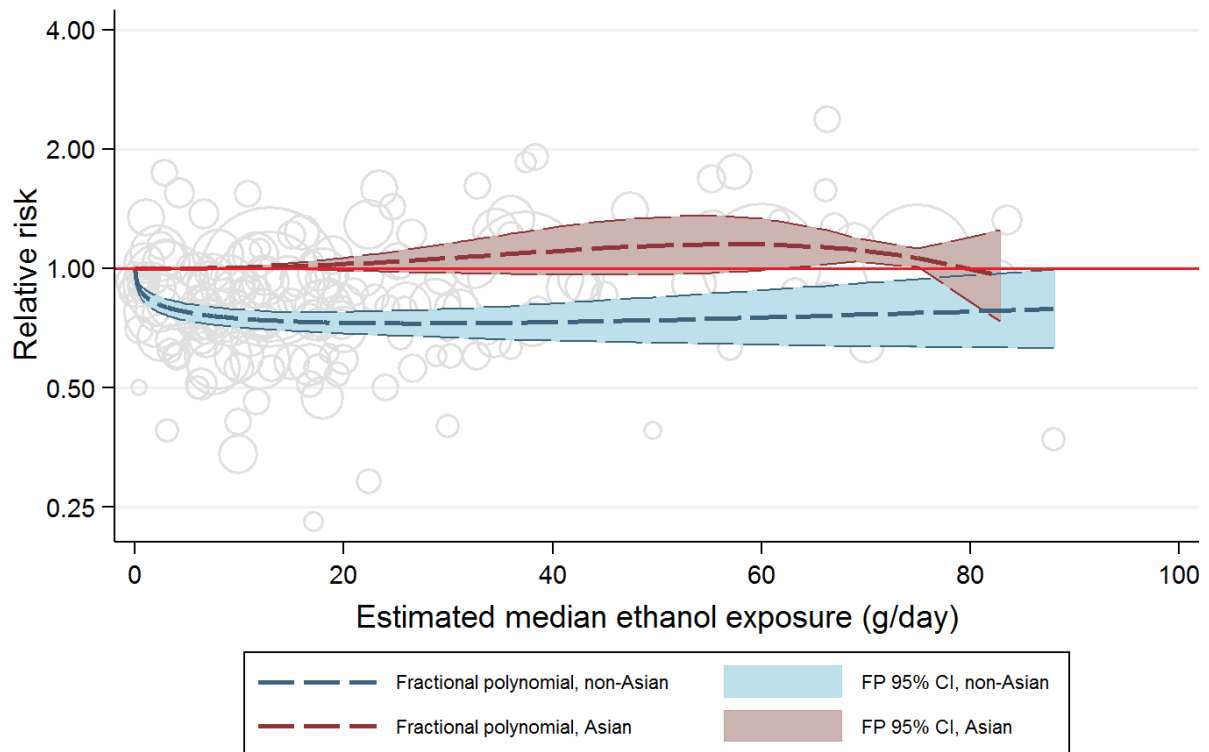 4.00
2.00
1.00
0.50
0.25
Relative risk
0 20 40 60 80 100
Estimated median ethanol exposure (g/day)
Fractional polynomial, non-Asian FP 95% CI, non-Asian
Fractional polynomial, Asian FP 95% CI, Asian